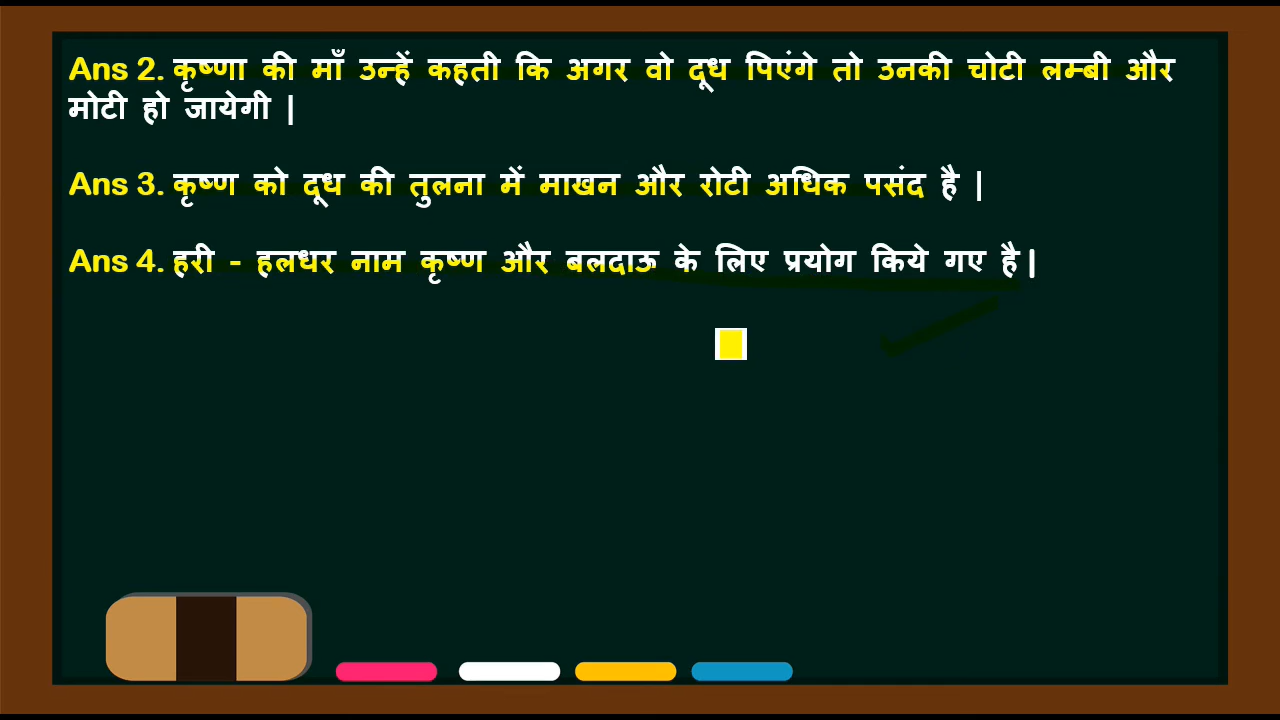 Ans 2. कृष्णा की माँ उन्हें कहती कि अगर वो दूध पिएंगे तो उनकी चोटी लम्बी और
मोटी हो जायेगी |
Ans 3. कृष्ण को दूध की तुलना में माखन और रोटी अधिक पसंद है |
Ans 4. हरी - हलधर नाम कृष्ण और बलदाऊ के लिए प्रयोग किये गए है |